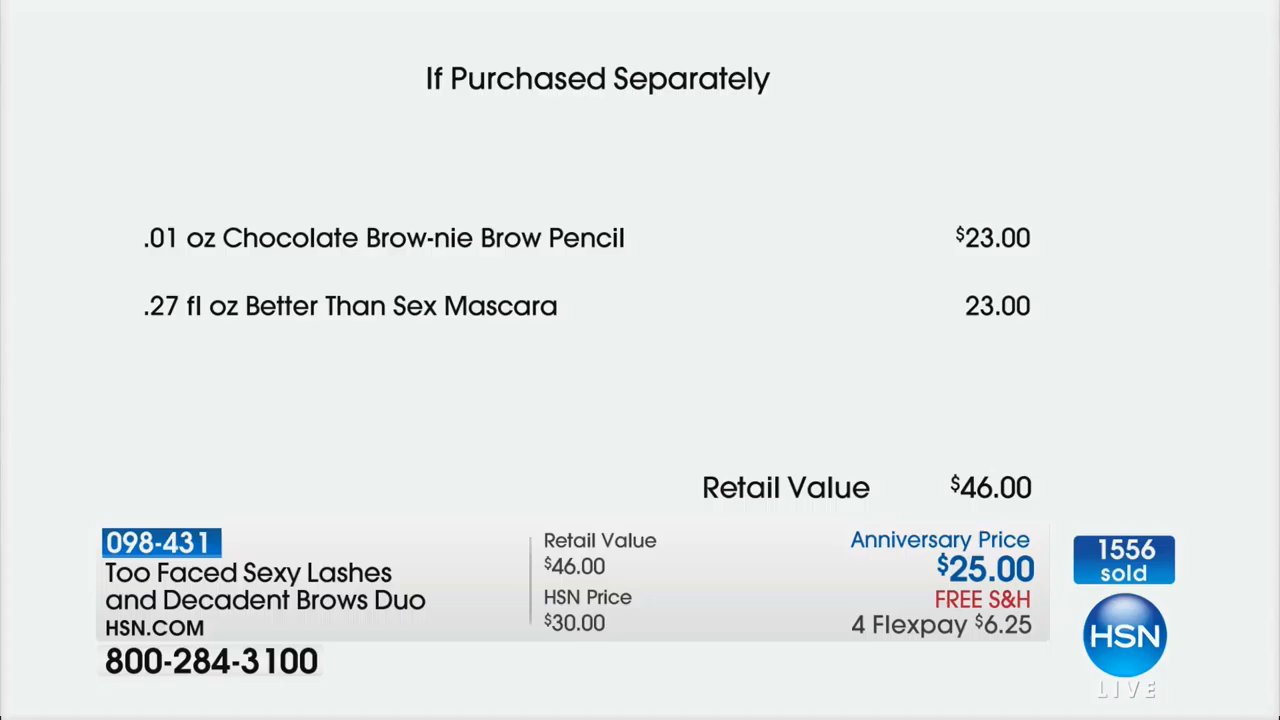 If Purchased Separately
.01 oz Chocolate Brow-nie Brow Pencil $23.00
.27 fl oz Better Than Sex Mascara 23.00
Retail Value $46.00
098-431
Too Faced Sexy Lashes
and Decadent Brows Duo
HSN.COM
800-284-3100
Retail Value
$46.00
HSN Price
$30.00
Anniversary Price
$25.00
FREE S&H
4 Flexpay $6.25
1556
sold
HSN
LIVE